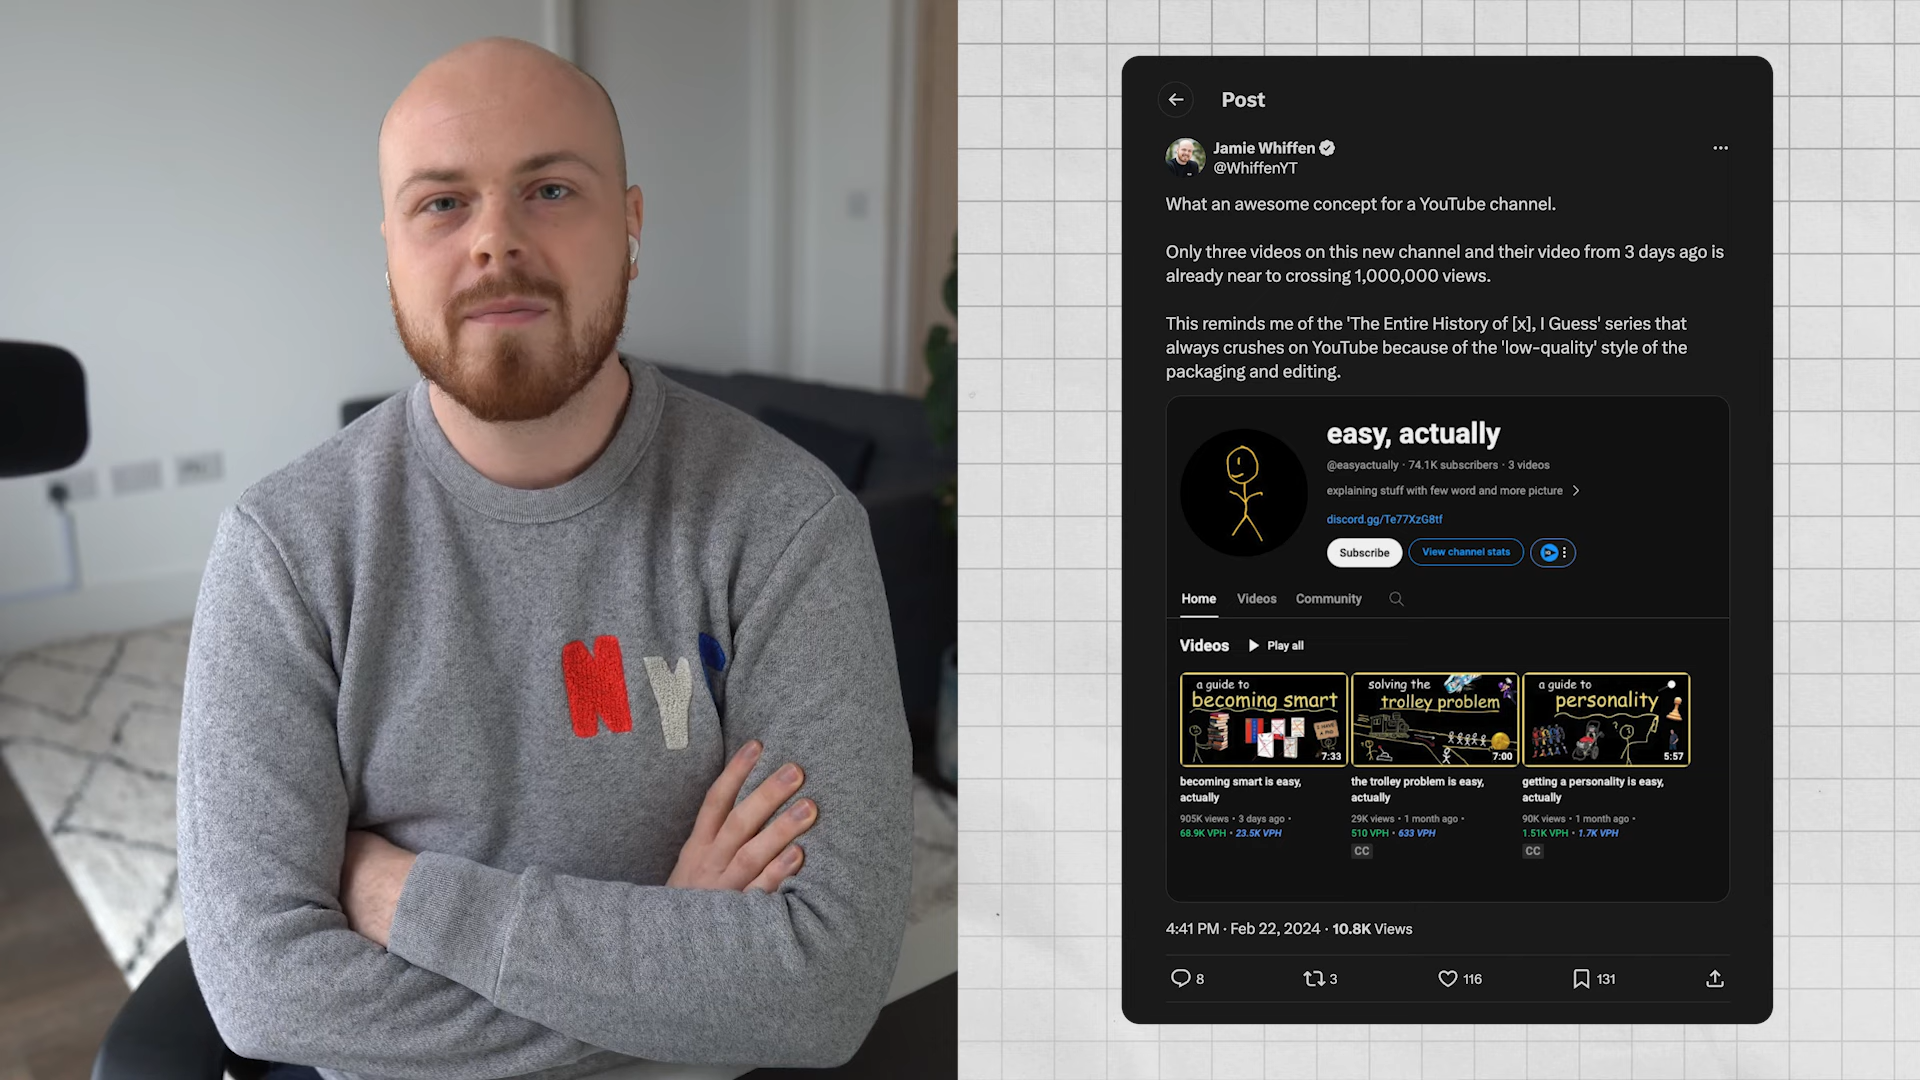 NY
Post
Jamie Whiffen
@WhiffenYT
What an awesome concept for a YouTube channel.
Only three videos on this new channel and their video from 3 days ago is
already near to crossing 1,000,000 views.
This reminds me of the 'The Entire History of [x], I Guess' series that
always crushes on YouTube because of the 'low-quality' style of the
packaging and editing.
easy, actually
@easyactually · 74.1K subscribers · 3 videos
explaining stuff with few word and more picture
discord.gg/Te77XzG8tf
Subscribe
View channel stats
Home
Videos
Community
Videos
Play all
a guide to
becoming smart
7:33
solving the
trolley problem
7:00
a guide to
personality
5:57
becoming smart is easy,
actually
905K views • 3 days ago •
68.9K VPH • 23.5K VPH
the trolley problem is easy,
actually
29K views • 1 month ago •
510 VPH • 633 VPH
CC
getting a personality is easy,
actually
90K views • 1 month ago •
1.51K VPH • 1.7K VPH
CC
4:41 PM · Feb 22, 2024 · 10.8K Views
8
3
116
131